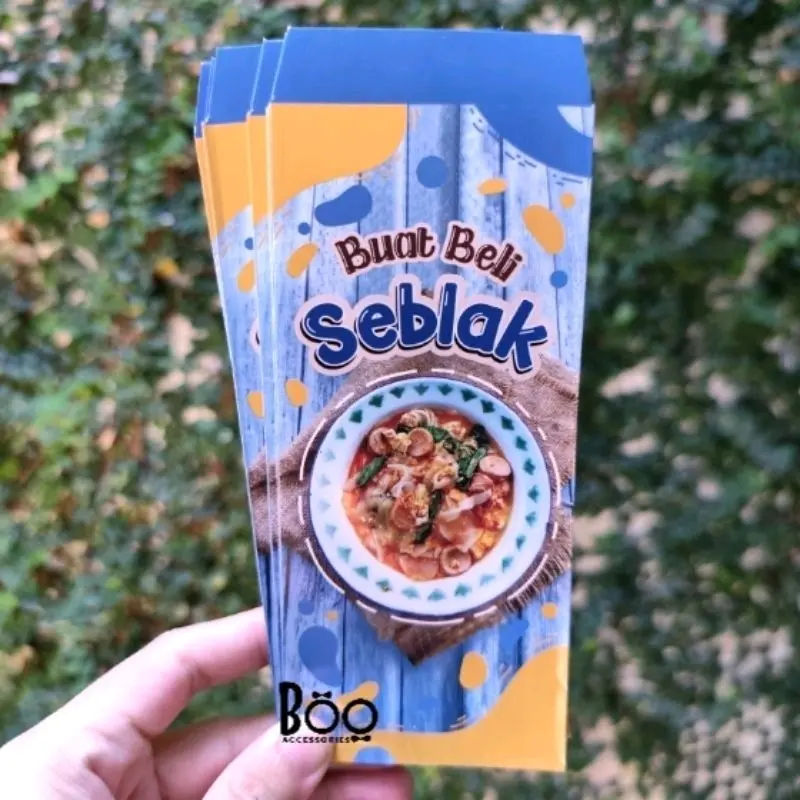 Buat Beli
Seblak
Boo
ACCESSORIES